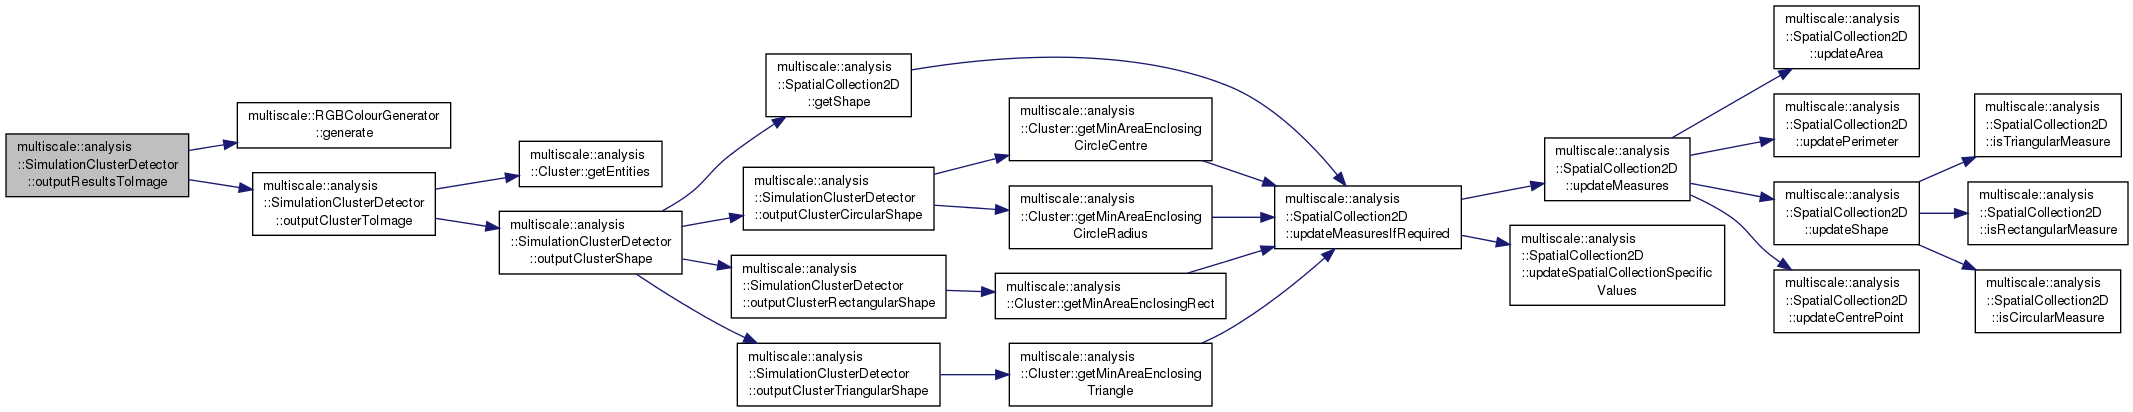 multiscale::analysis
::SimulationClusterDetector
::outputResultsToImage
multiscale::RGBColourGenerator
::generate
multiscale::analysis
::SimulationClusterDetector
::outputClusterToImage
multiscale::analysis
::Cluster::getEntities
multiscale::analysis
::SimulationClusterDetector
::outputClusterShape
multiscale::analysis
::SpatialCollection2D
::getShape
multiscale::analysis
::SimulationClusterDetector
::outputClusterCircularShape
multiscale::analysis
::SimulationClusterDetector
::outputClusterRectangularShape
multiscale::analysis
::SimulationClusterDetector
::outputClusterTriangularShape
multiscale::analysis
::Cluster::getMinAreaEnclosing
CircleCentre
multiscale::analysis
::Cluster::getMinAreaEnclosing
CircleRadius
multiscale::analysis
::Cluster::getMinAreaEnclosingRect
multiscale::analysis
::Cluster::getMinAreaEnclosing
Triangle
multiscale::analysis
::SpatialCollection2D
::updateMeasuresIfRequired
multiscale::analysis
::SpatialCollection2D
::updateMeasures
multiscale::analysis
::SpatialCollection2D
::updateSpatialCollectionSpecific
Values
multiscale::analysis
::SpatialCollection2D
::updateArea
multiscale::analysis
::SpatialCollection2D
::updatePerimeter
multiscale::analysis
::SpatialCollection2D
::updateShape
multiscale::analysis
::SpatialCollection2D
::updateCentrePoint
multiscale::analysis
::SpatialCollection2D
::isTriangularMeasure
multiscale::analysis
::SpatialCollection2D
::isRectangularMeasure
multiscale::analysis
::SpatialCollection2D
::isCircularMeasure